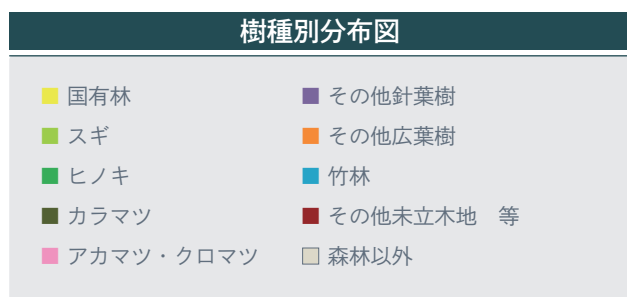 樹種別分布図
国有林
スギ
ヒノキ
カラマツ
アカマツ・クロマツ
その他針葉樹
その他広葉樹
竹林
その他未立木地　等
森林以外